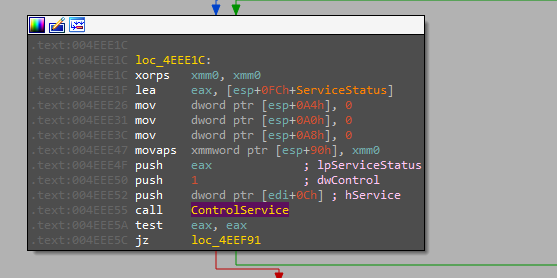 .text:004EEE1C
.text:004EEE1C loc_4EEE1C:
.text:004EEE1C xorps xmm0, xmm0
.text:004EEE1F lea eax, [esp+0FCh+ServiceStatus]
.text:004EEE26 mov dword ptr [esp+0A4h], 0
.text:004EEE31 mov dword ptr [esp+0A0h], 0
.text:004EEE3C mov dword ptr [esp+0A8h], 0
.text:004EEE47 movaps xmmword ptr [esp+90h], xmm0
.text:004EEE4F push eax ; lpServiceStatus
.text:004EEE50 push 1 ; dwControl
.text:004EEE52 push dword ptr [edi+0Ch] ; hService
.text:004EEE55 call ControlService
.text:004EEE5A test eax, eax
.text:004EEE5C jz loc_4EEF91